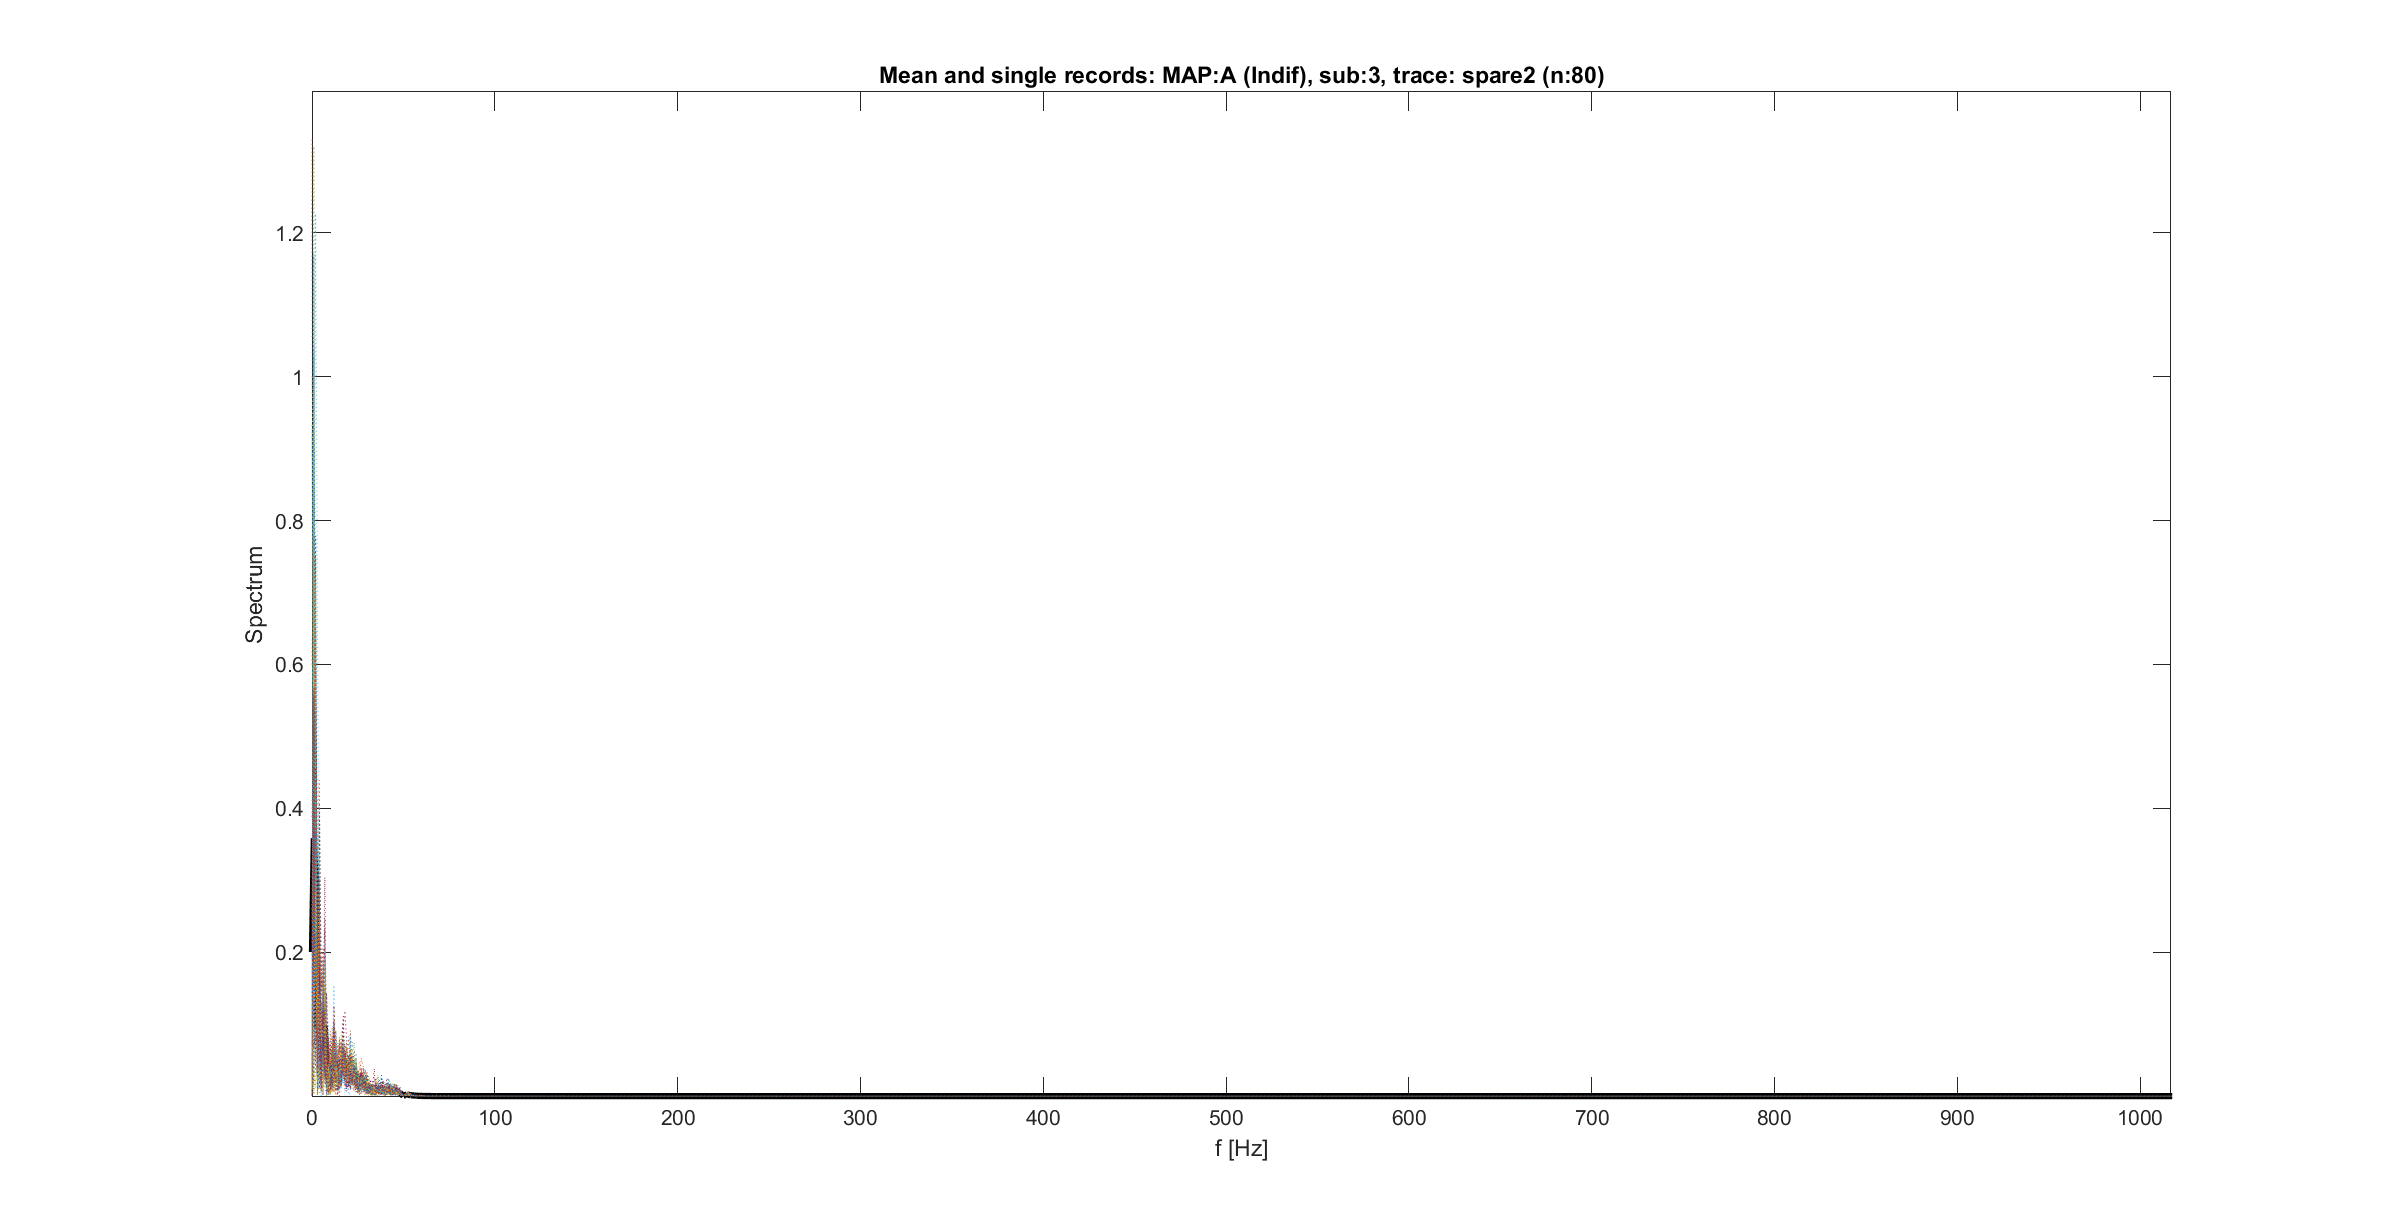 Mean and single records: MAP:A (Indif), sub:3, trace: spare2 (n:80)
1.2
1
0.8
0.6
0.4
0.2
Spectrum
0 100 200 300 400 500 600 700 800 900 1000
f [Hz]